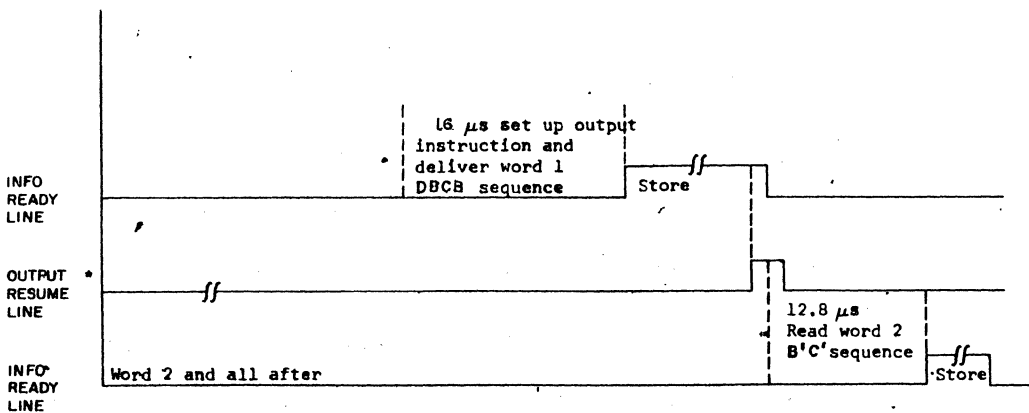 16 μs set up output
instruction and
deliver word 1
DBCB sequence
INFO
READY
LINE
Store
OUTPUT *
RESUME
LINE
12.8 μs
Read word 2
B'C' sequence
INFO
READY
LINE
Word 2 and all after
Store